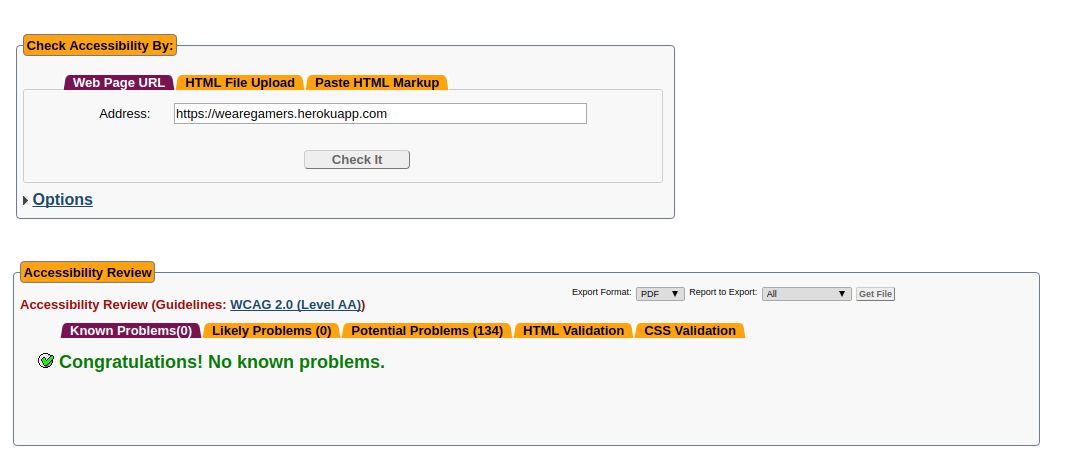 Check Accessibility By:
Web Page URL HTML File Upload Paste HTML Markup
Address: https://wearegamers.herokuapp.com
Check It
Options
Accessibility Review
Export Format: PDF Report to Export: All Get File
Accessibility Review (Guidelines: WCAG 2.0 (Level AA))
Known Problems(0) Likely Problems (0) Potential Problems (134) HTML Validation CSS Validation
Congratulations! No known problems.